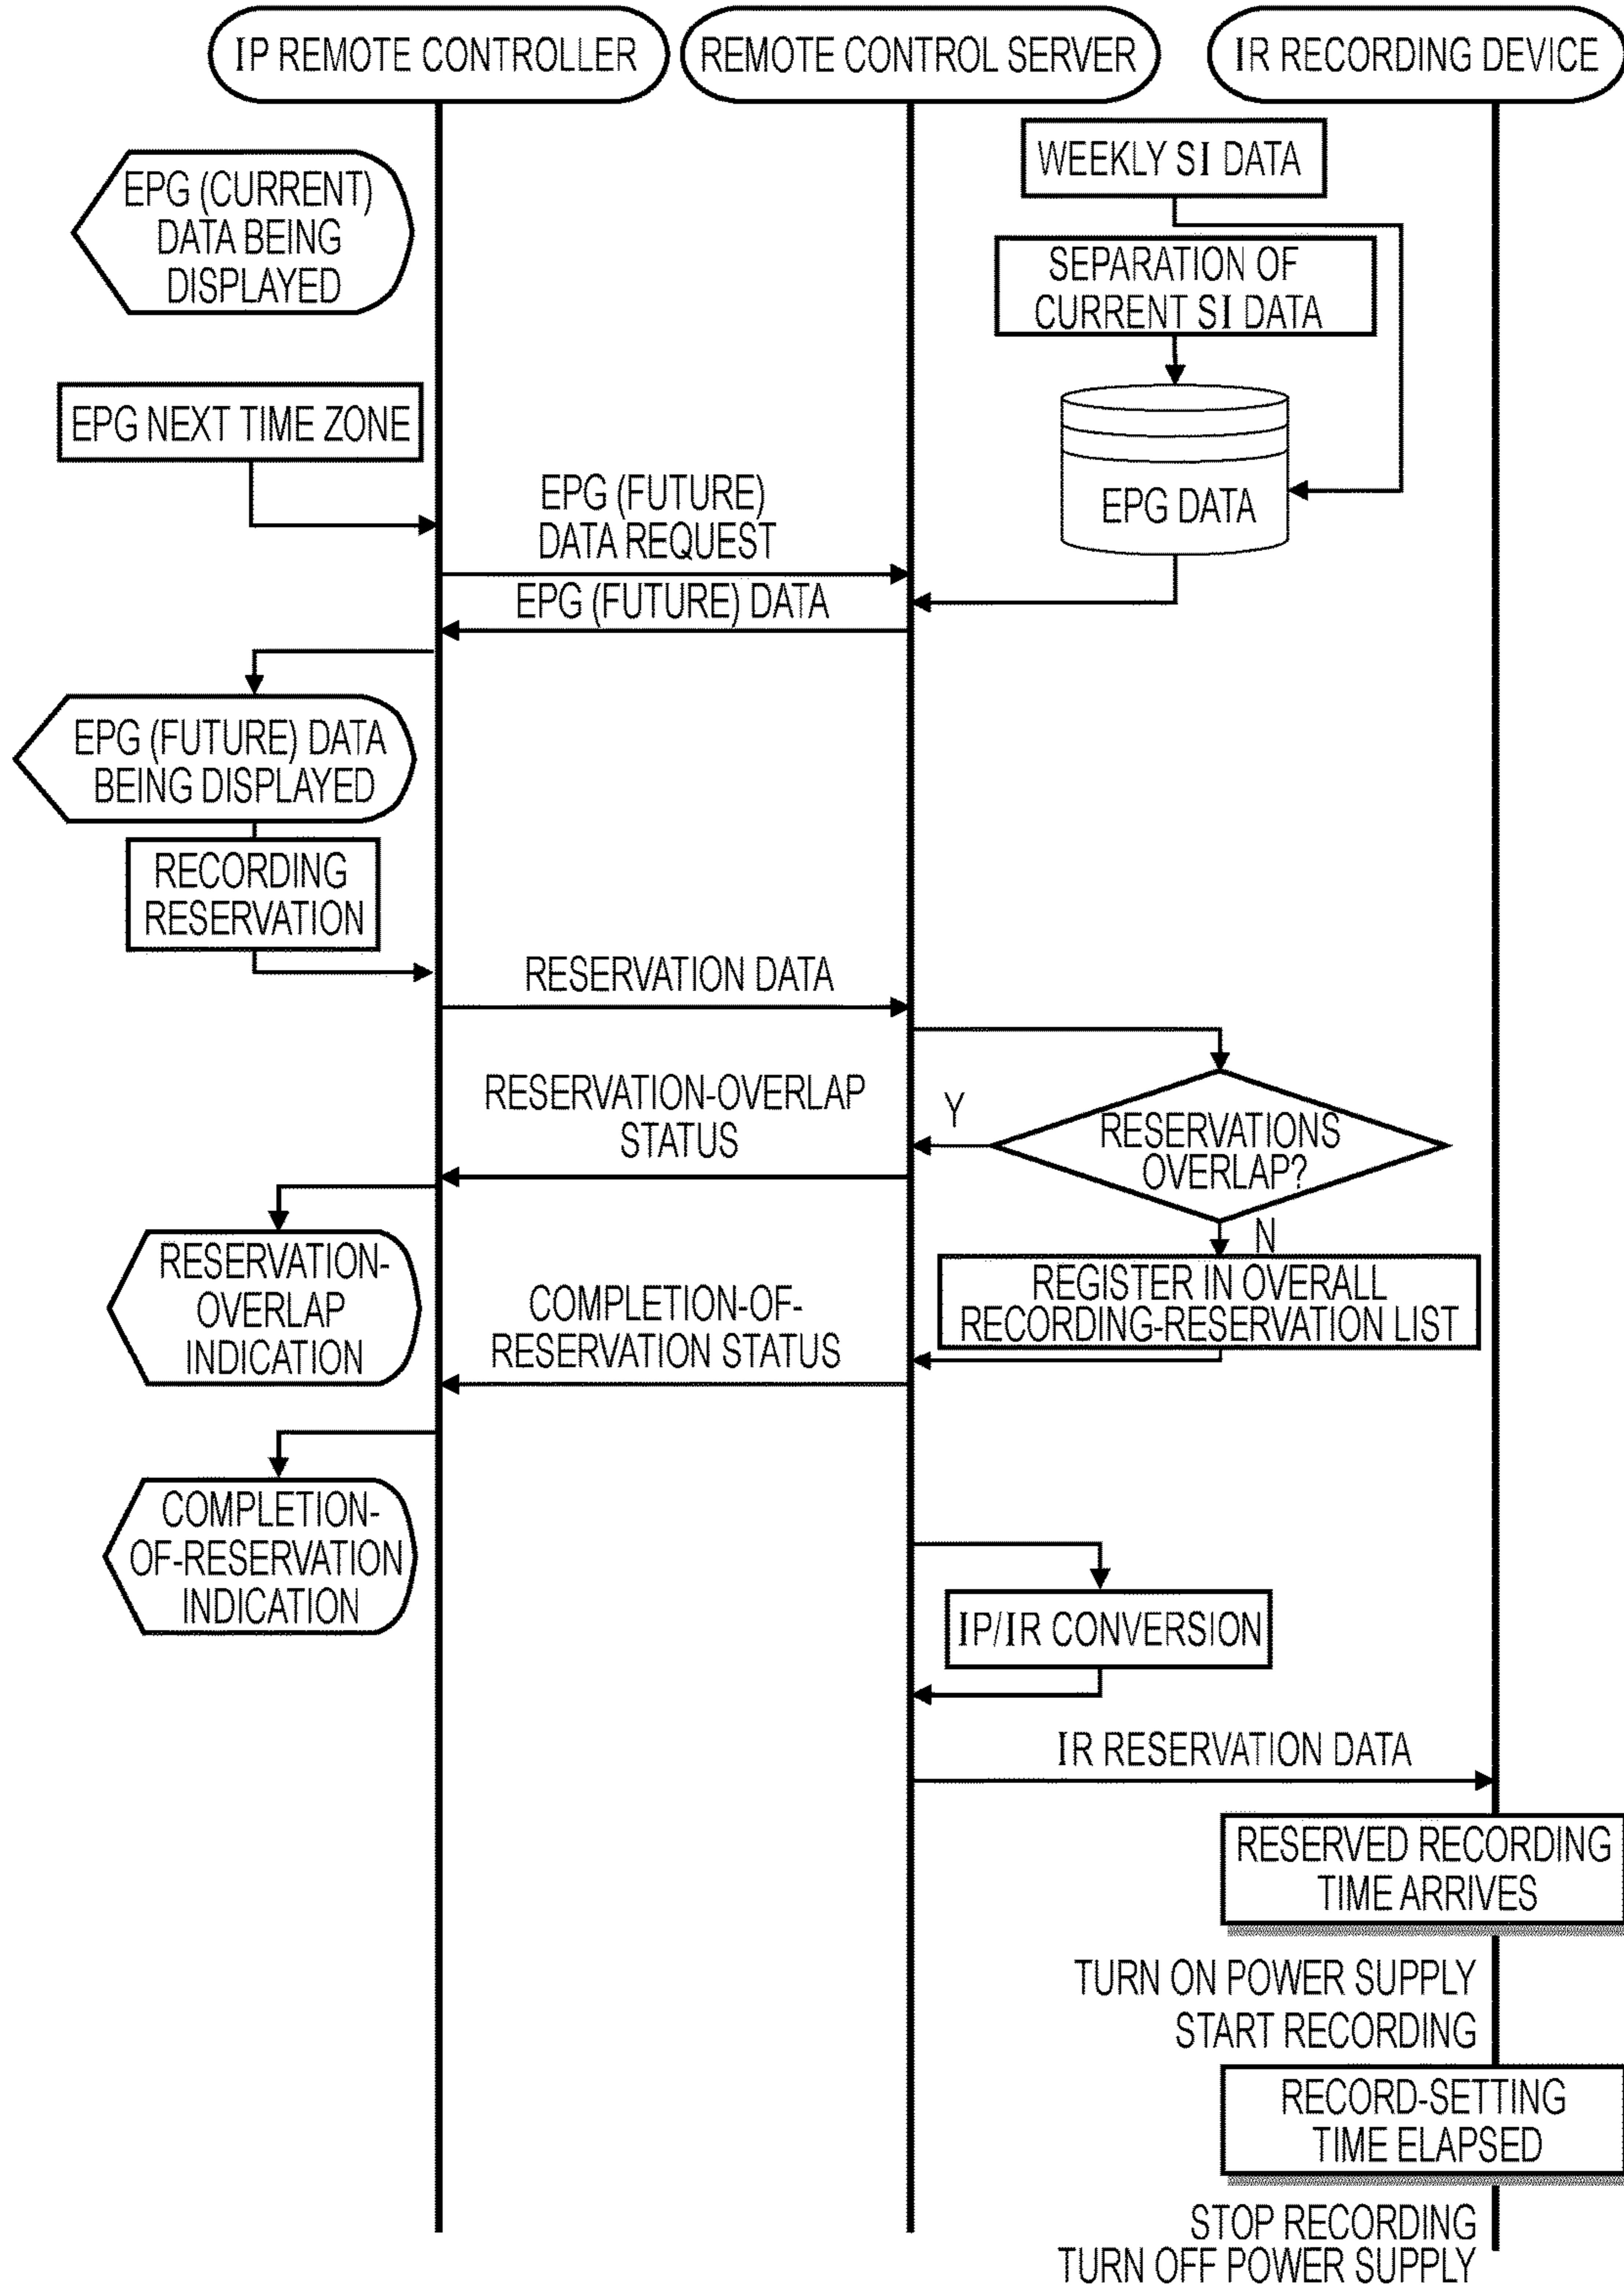 IP REMOTE CONTROLLER
REMOTE CONTROL SERVER
IR RECORDING DEVICE
WEEKLY SI DATA
EPG (CURRENT)
DATA BEING
DISPLAYED
SEPARATION OF
CURRENT SI DATA
EPG NEXT TIME ZONE
EPG DATA
EPG (FUTURE)
DATA REQUEST
EPG (FUTURE) DATA
EPG (FUTURE) DATA
BEING DISPLAYED
RECORDING
RESERVATION
RESERVATION DATA
RESERVATION-OVERLAP
STATUS
Y
RESERVATIONS
OVERLAP?
N
RESERVATION-
OVERLAP
INDICATION
REGISTER IN OVERALL
RECORDING-RESERVATION LIST
COMPLETION-OF-
RESERVATION STATUS
COMPLETION-
OF-RESERVATION
INDICATION
IP/IR CONVERSION
IR RESERVATION DATA
RESERVED RECORDING
TIME ARRIVES
TURN ON POWER SUPPLY
START RECORDING
RECORD-SETTING
TIME ELAPSED
STOP RECORDING
TURN OFF POWER SUPPLY